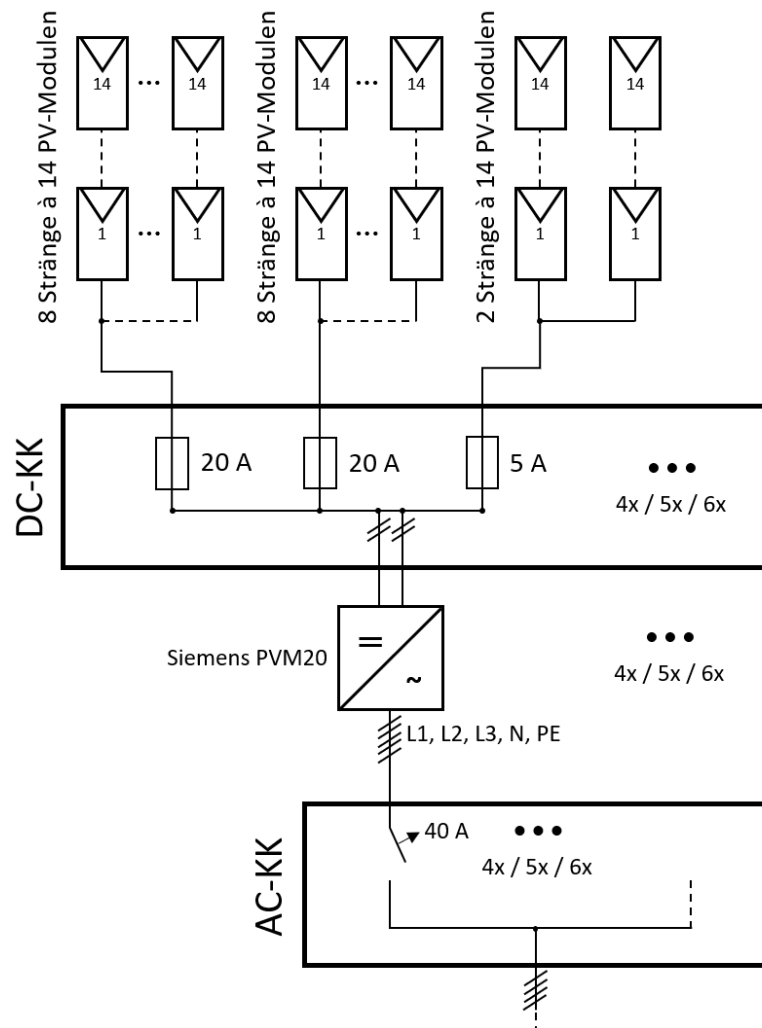 8 Stränge à 14 PV-Modulen
14
...
14
1
...
1
8 Stränge à 14 PV-Modulen
14
...
14
1
...
1
2 Stränge à 14 PV-Modulen
14
14
1
1
DC-KK
20 A
20 A
5 A
...
4x / 5x / 6x
Siemens PVM20
=
~
...
4x / 5x / 6x
L1, L2, L3, N, PE
AC-KK
40 A
...
4x / 5x / 6x